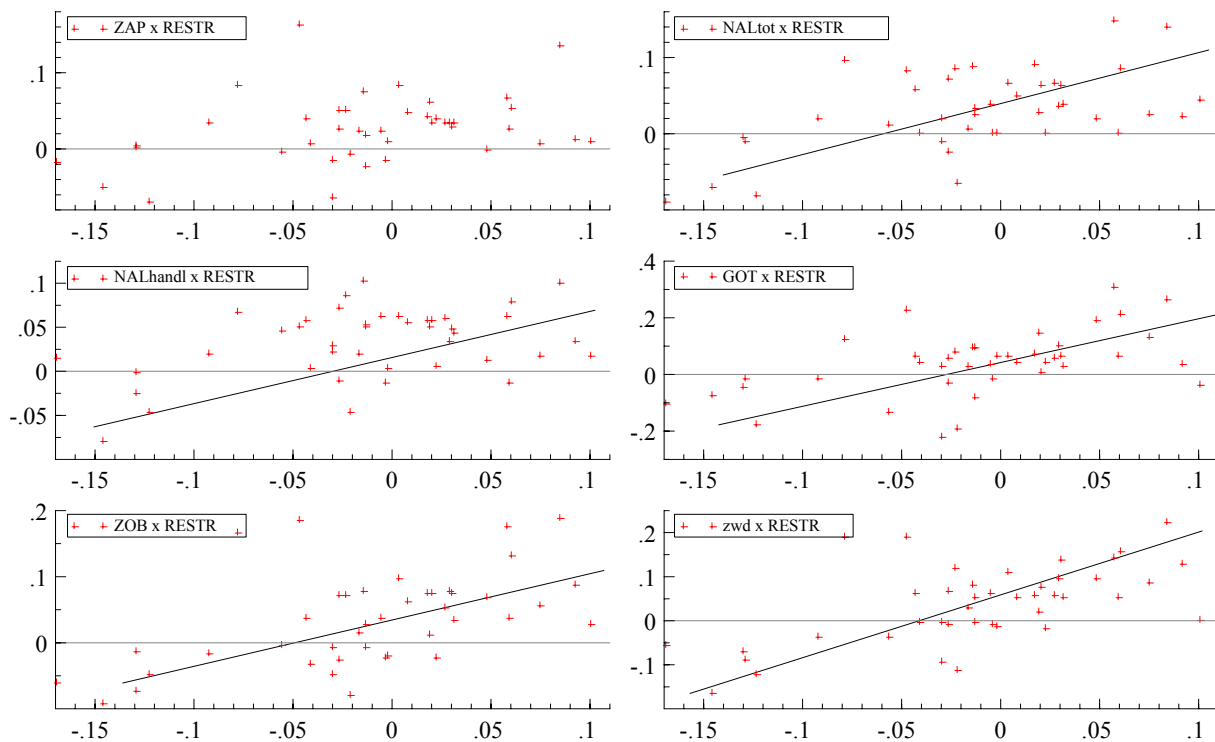 ZAP x RESTR
.1
0
-.15 -.1 -.05 0 .05 .1
NALtot x RESTR
.1
0
-.15 -.1 -.05 0 .05 .1
NALhandl x RESTR
.1
.05
0
-.05
-.15 -.1 -.05 0 .05 .1
GOT x RESTR
.4
.2
0
-.2
-.15 -.1 -.05 0 .05 .1
ZOB x RESTR
.2
.1
0
-.15 -.1 -.05 0 .05 .1
zwd x RESTR
.2
.1
0
-.1
-.15 -.1 -.05 0 .05 .1